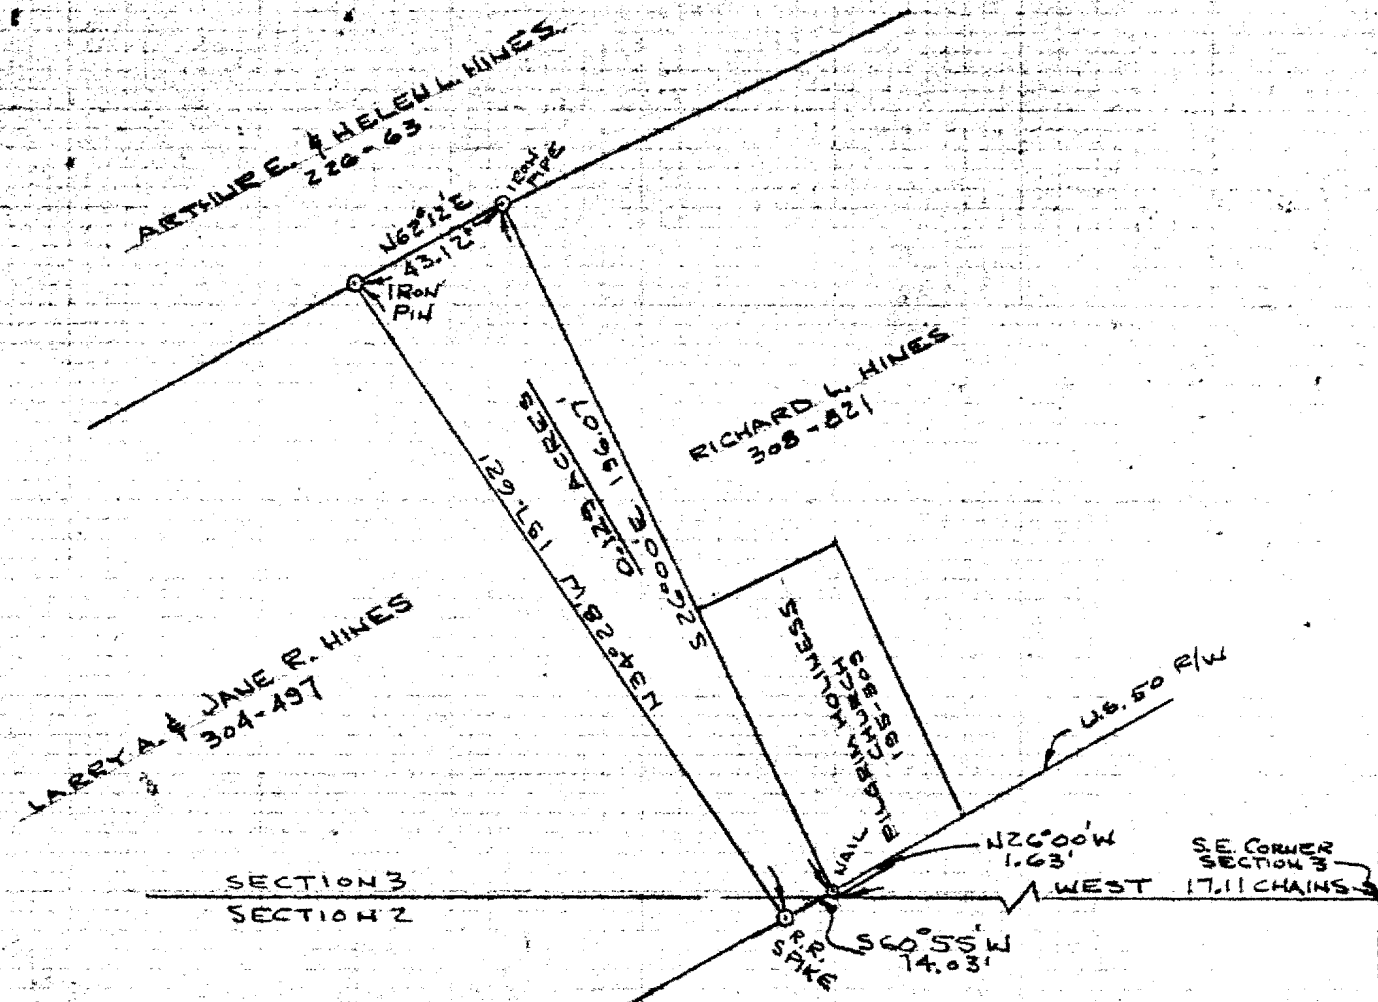 ARTHUR E. & HELEN L. HINES
226-63
IRON
PIPE
N62°12'E
43.12'
IRON
PIN
RICHARD L. HINES
308-821
S26°00'E 196.07'
0.129 ACRES
N34°28'W 197.62'
LARRY A. & JANE R. HINES
304-497
PILGRIM HOLINESS
CHURCH
195-809
U.S. 50 R/W
NAIL
N26°00'W
1.63'
S.E. CORNER
SECTION 3
WEST 17.11 CHAINS
SECTION 3
SECTION 2
R.R.
SPIKE
S60°55'W
14.03'